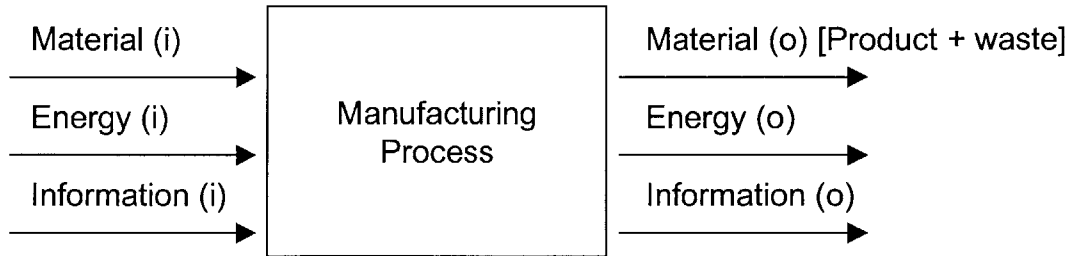 Material (i)
Energy (i)
Information (i)
Manufacturing
Process
Material (o) [Product + waste]
Energy (o)
Information (o)